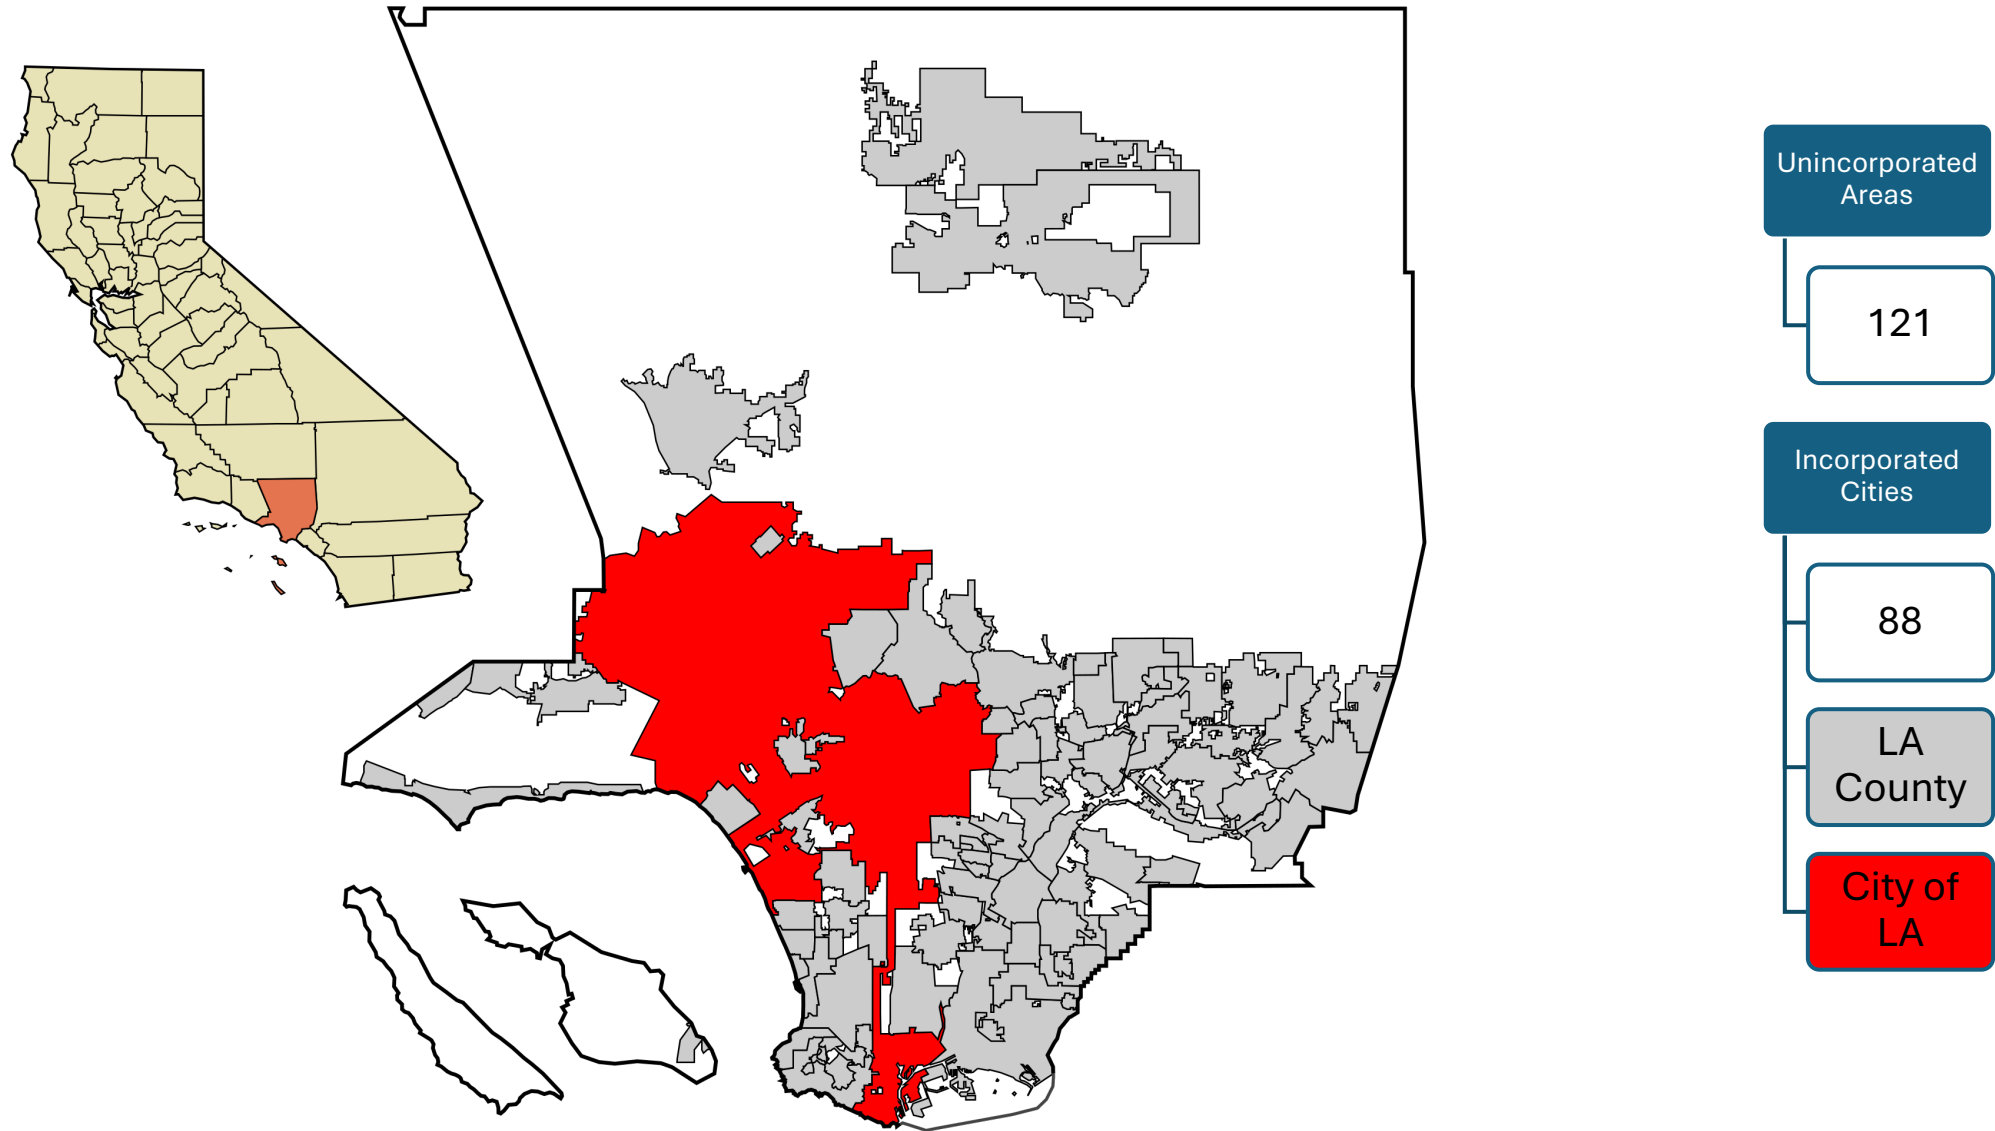 Unincorporated
Areas
121
Incorporated
Cities
88
LA
County
City of
LA